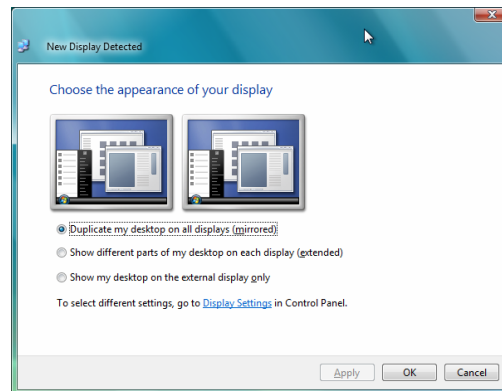 New Display Detected
Choose the appearance of your display
Duplicate my desktop on all displays (mirrored)
Show different parts of my desktop on each display (extended)
Show my desktop on the external display only
To select different settings, go to Display Settings in Control Panel.
Apply OK Cancel